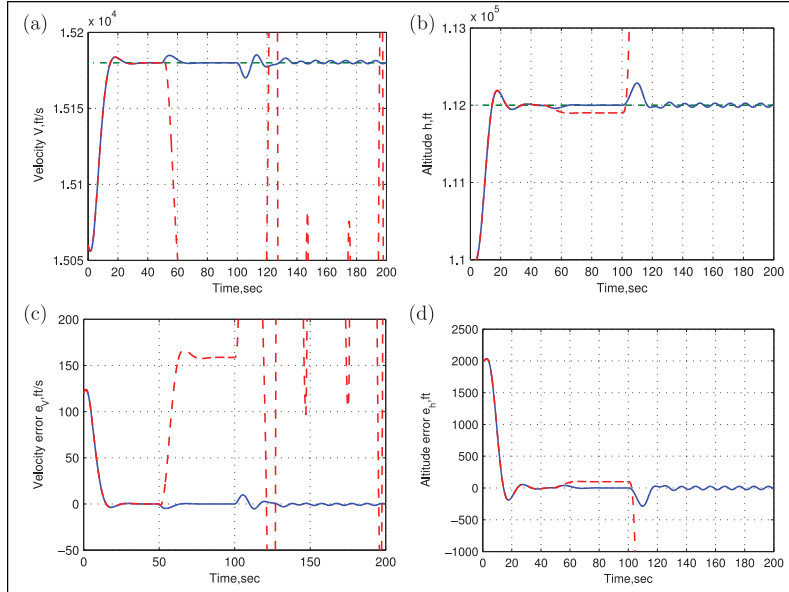 (a)
x 10⁴
1.52
1.515
1.51
1.505
Velocity V,ft/s
0 20 40 60 80 100 120 140 160 180 200
Time,sec
(b)
x 10⁵
1.13
1.12
1.11
1.1
Altitude h,ft
0 20 40 60 80 100 120 140 160 180 200
Time,sec
(c)
200
150
100
50
0
−50
Velocity error e_V,ft/s
0 50 100 150 200
Time,sec
(d)
2500
2000
1500
1000
500
0
−500
−1000
Altitude error e_h,ft
0 20 40 60 80 100 120 140 160 180 200
Time,sec